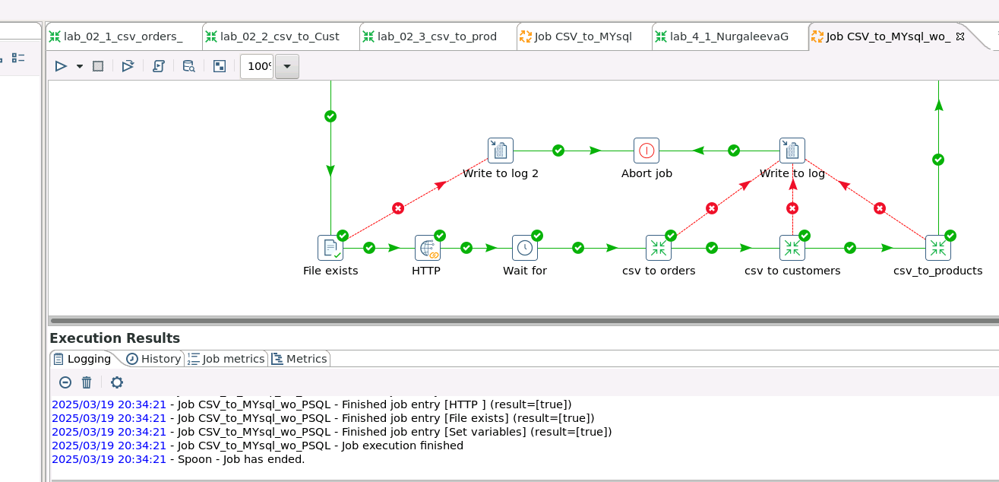 lab_02_1_csv_orders_
lab_02_2_csv_to_Cust
lab_02_3_csv_to_prod
Job CSV_to_MYsql
lab_4_1_NurgaleevaG
Job CSV_to_MYsql_wo_
100%
Write to log 2
Abort job
Write to log
File exists
HTTP
Wait for
csv to orders
csv to customers
csv_to_products
Execution Results
Logging
History
Job metrics
Metrics
2025/03/19 20:34:21 - Job CSV_to_MYsql_wo_PSQL - Finished job entry [HTTP ] (result=[true])
2025/03/19 20:34:21 - Job CSV_to_MYsql_wo_PSQL - Finished job entry [File exists] (result=[true])
2025/03/19 20:34:21 - Job CSV_to_MYsql_wo_PSQL - Finished job entry [Set variables] (result=[true])
2025/03/19 20:34:21 - Job CSV_to_MYsql_wo_PSQL - Job execution finished
2025/03/19 20:34:21 - Spoon - Job has ended.